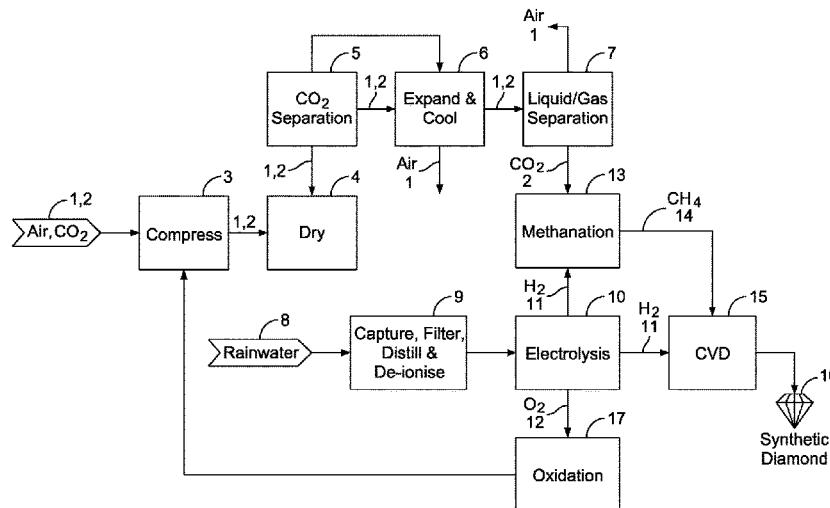 Air
1
5
6
7
CO2
Separation
1,2
Expand &
Cool
1,2
Liquid/Gas
Separation
1,2
Air
1
CO2
2
13
1,2
3
4
Air, CO2
Compress
1,2
Dry
Methanation
CH4
14
H2
11
8
9
10
H2
11
15
Rainwater
Capture, Filter,
Distill &
De-ionise
Electrolysis
CVD
O2
12
17
Synthetic
Diamond
Oxidation